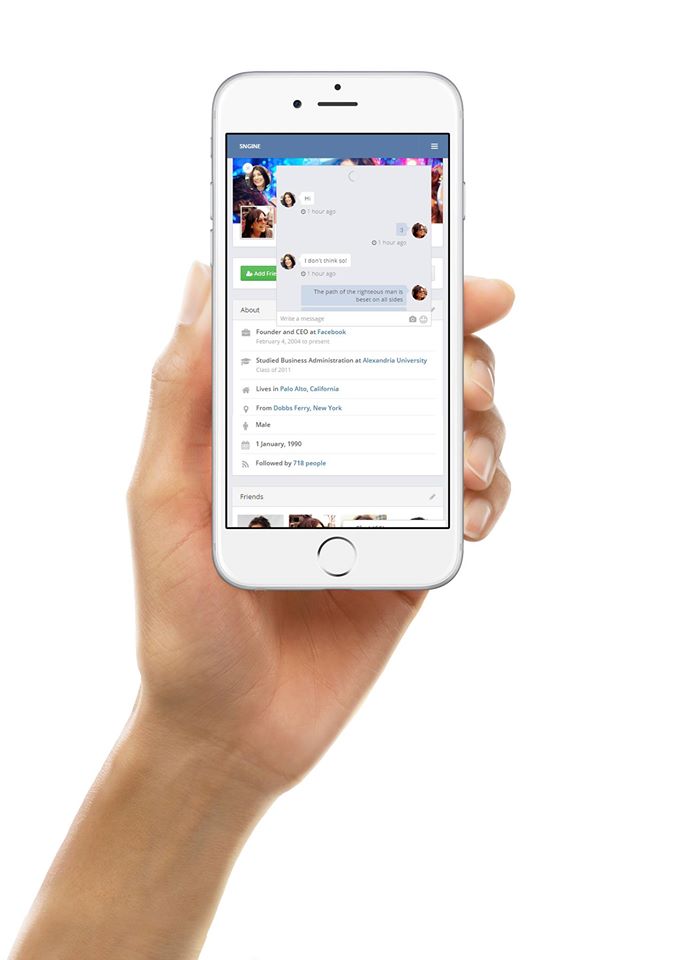 SNGINE
Hi
1 hour ago
:)
1 hour ago
I don't think so!
1 hour ago
The path of the righteous man is
beset on all sides
Write a message
Add Frie
About
Founder and CEO at Facebook
February 4, 2004 to present
Studied Business Administration at Alexandria University
Class of 2011
Lives in Palo Alto, California
From Dobbs Ferry, New York
Male
1 January, 1990
Followed by 718 people
Friends